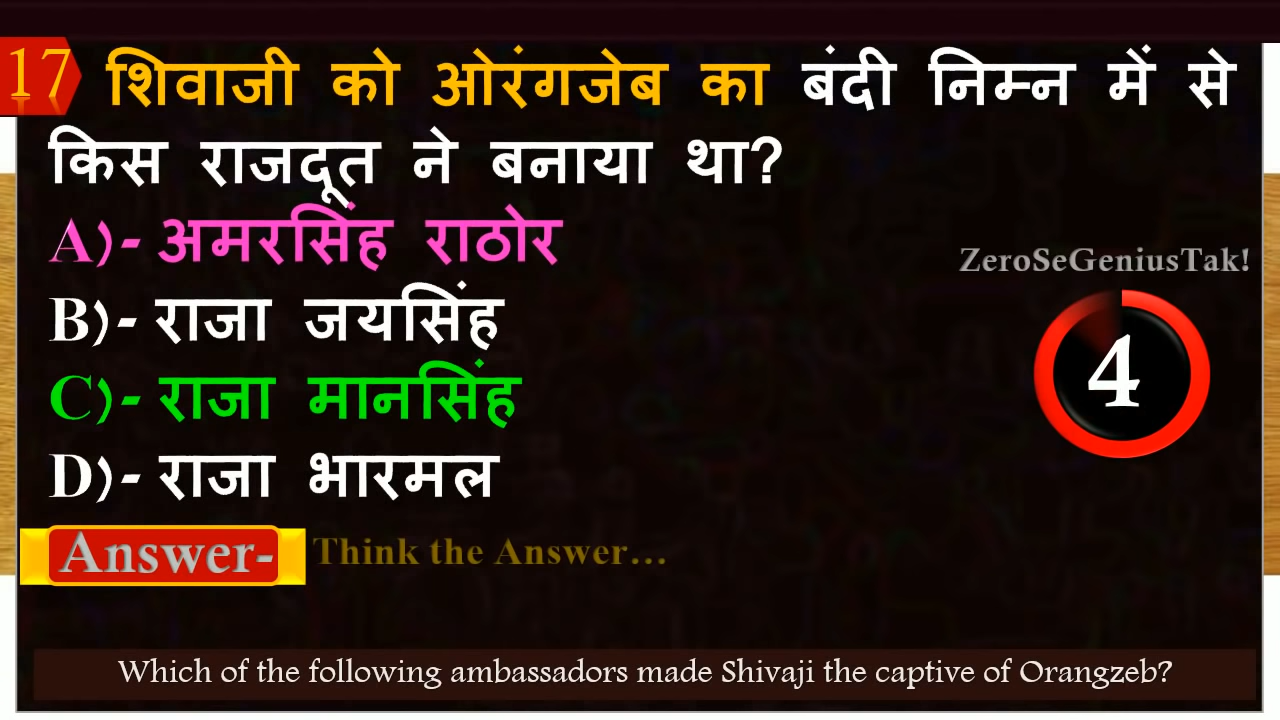 17 शिवाजी को ओरंगजेब का बंदी निम्न में से
किस राजदूत ने बनाया था?
A)- अमरसिंह राठोर
ZeroSeGeniusTak!
B)- राजा जयसिंह
4
C)- राजा मानसिंह
D)- राजा भारमल
Answer- Think the Answer...
Which of the following ambassadors made Shivaji the captive of Orangzeb?